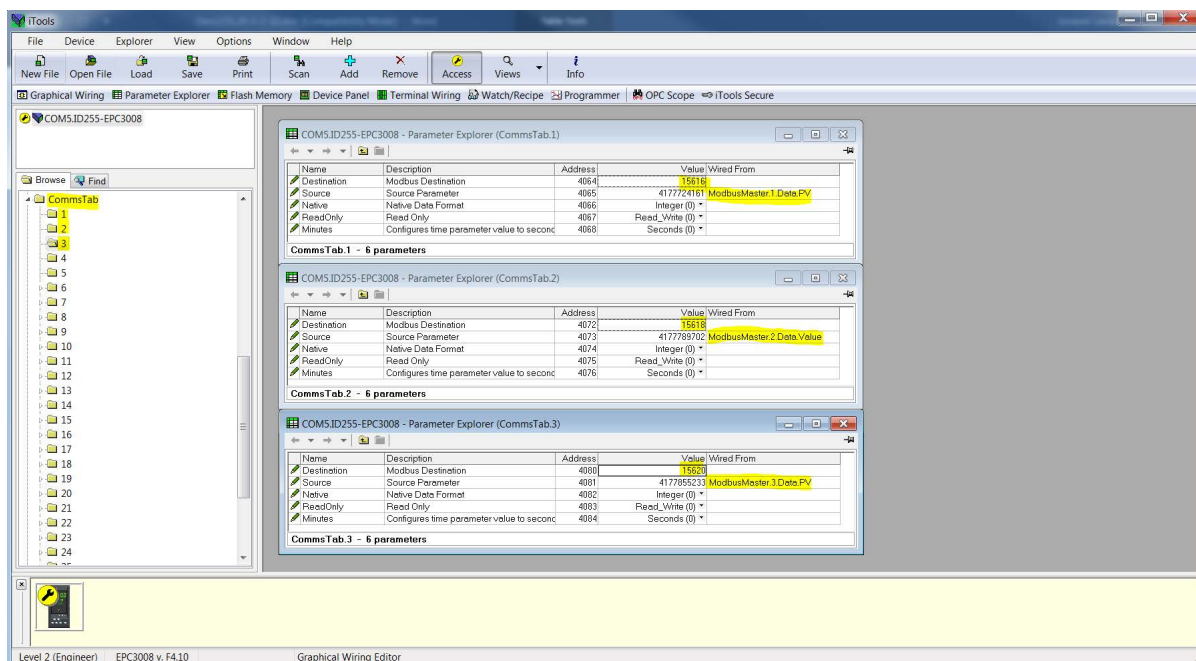 iTools
File Device Explorer View Options Window Help
New File Open File Load Save Print Scan Add Remove Access Views Info
Graphical Wiring Parameter Explorer Flash Memory Device Panel Terminal Wiring Watch/Recipe Programmer OPC Scope iTools Secure
COM5.ID255-EPC3008
Browse Find
CommsTab
1
2
3
4
5
6
7
8
9
10
11
12
13
14
15
16
17
18
19
20
21
22
23
24
COM5.ID255-EPC3008 - Parameter Explorer (CommsTab.1)
Name Description Address Value Wired From
Destination Modbus Destination 4064 15616
Source Source Parameter 4065 4177724161 ModbusMaster.1.Data.PV
Native Native Data Format 4066 Integer (0)
ReadOnly Read Only 4067 Read_Write (0)
Minutes Configures time parameter value to second 4068 Seconds (0)
CommsTab.1 - 6 parameters
COM5.ID255-EPC3008 - Parameter Explorer (CommsTab.2)
Name Description Address Value Wired From
Destination Modbus Destination 4072 15618
Source Source Parameter 4073 4177789702 ModbusMaster.2.Data.Value
Native Native Data Format 4074 Integer (0)
ReadOnly Read Only 4075 Read_Write (0)
Minutes Configures time parameter value to second 4076 Seconds (0)
CommsTab.2 - 6 parameters
COM5.ID255-EPC3008 - Parameter Explorer (CommsTab.3)
Name Description Address Value Wired From
Destination Modbus Destination 4080 15620
Source Source Parameter 4081 4177855233 ModbusMaster.3.Data.PV
Native Native Data Format 4082 Integer (0)
ReadOnly Read Only 4083 Read_Write (0)
Minutes Configures time parameter value to second 4084 Seconds (0)
CommsTab.3 - 6 parameters
Level 2 (Engineer) EPC3008 v. F4.10 Graphical Wiring Editor